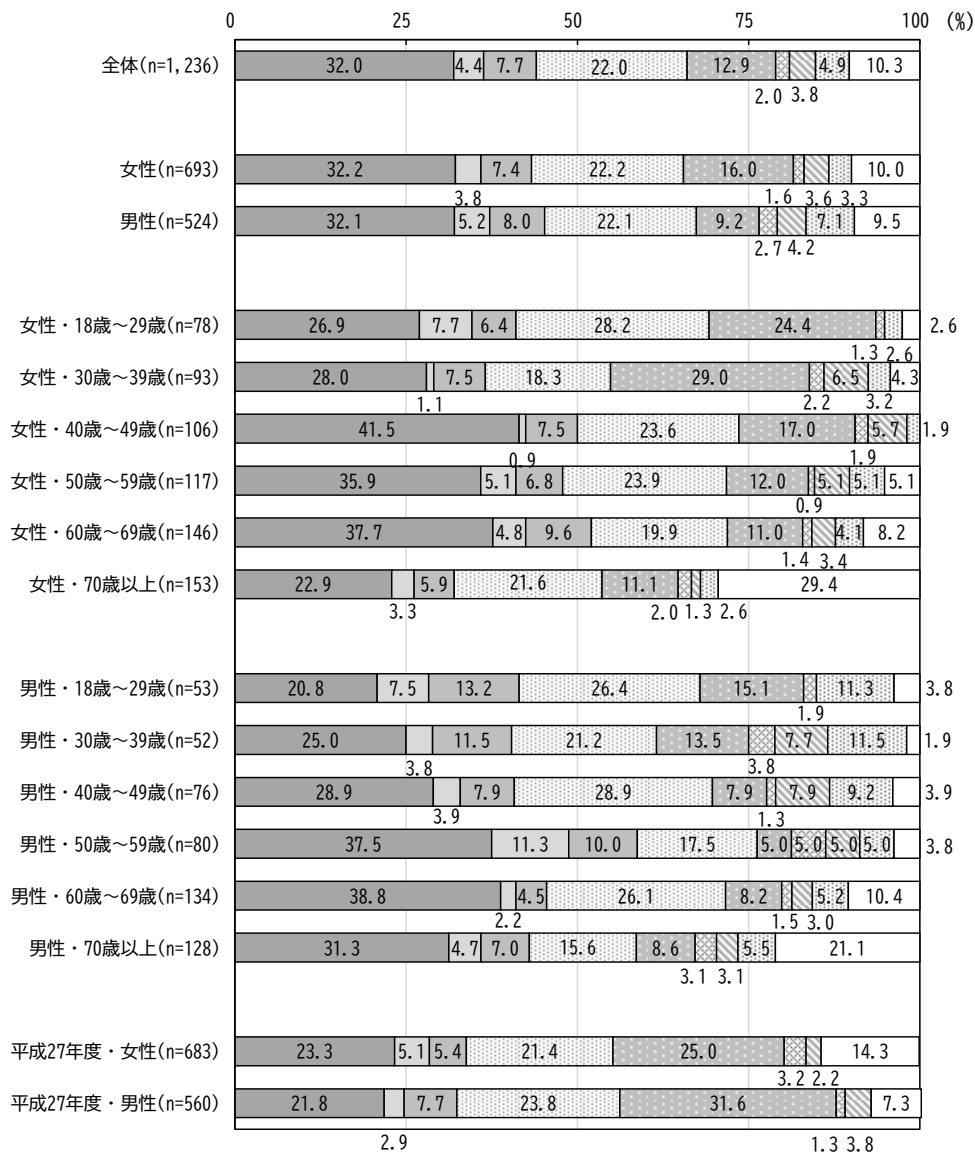 0 25 50 75 100 (%)
全体(n=1,236) 32.0 4.4 7.7 22.0 12.9 4.9 10.3
2.0 3.8
女性(n=693) 32.2 7.4 22.2 16.0 10.0
3.8 1.6 3.6 3.3
男性(n=524) 32.1 5.2 8.0 22.1 9.2 7.1 9.5
2.7 4.2
女性・18歳～29歳(n=78) 26.9 7.7 6.4 28.2 24.4 2.6
1.3 2.6
女性・30歳～39歳(n=93) 28.0 7.5 18.3 29.0 6.5 4.3
1.1 2.2 3.2
女性・40歳～49歳(n=106) 41.5 7.5 23.6 17.0 5.7 1.9
0.9 1.9
女性・50歳～59歳(n=117) 35.9 5.1 6.8 23.9 12.0 5.1 5.1 5.1
0.9
女性・60歳～69歳(n=146) 37.7 4.8 9.6 19.9 11.0 4.1 8.2
1.4 3.4
女性・70歳以上(n=153) 22.9 5.9 21.6 11.1 29.4
3.3 2.0 1.3 2.6
男性・18歳～29歳(n=53) 20.8 7.5 13.2 26.4 15.1 11.3 3.8
1.9
男性・30歳～39歳(n=52) 25.0 11.5 21.2 13.5 7.7 11.5 1.9
3.8 3.8
男性・40歳～49歳(n=76) 28.9 7.9 28.9 7.9 7.9 9.2 3.9
3.9 1.3
男性・50歳～59歳(n=80) 37.5 11.3 10.0 17.5 5.0 5.0 5.0 5.0 3.8
男性・60歳～69歳(n=134) 38.8 4.5 26.1 8.2 5.2 10.4
2.2 1.5 3.0
男性・70歳以上(n=128) 31.3 4.7 7.0 15.6 8.6 5.5 21.1
3.1 3.1
平成27年度・女性(n=683) 23.3 5.1 5.4 21.4 25.0 14.3
3.2 2.2
平成27年度・男性(n=560) 21.8 7.7 23.8 31.6 7.3
2.9 1.3 3.8